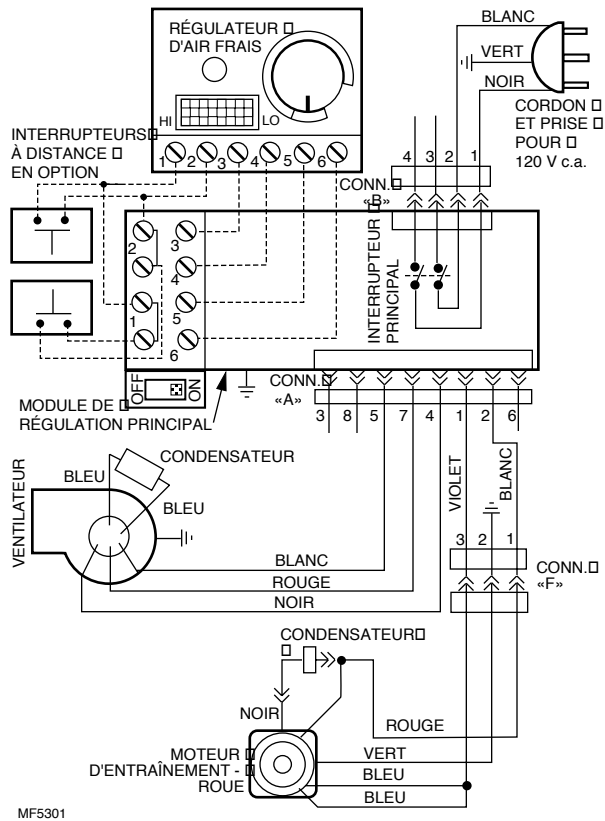 RÉGULATEUR
D'AIR FRAIS
HI
LO
1 2 3 4 5 6
BLANC
VERT
NOIR
CORDON
ET PRISE
POUR
120 V c.a.
INTERRUPTEURS
À DISTANCE
EN OPTION
4 3 2 1
CONN.
«B»
INTERRUPTEUR
PRINCIPAL
2
3
4
1
5
6
OFF
ON
MODULE DE
RÉGULATION PRINCIPAL
CONN.
«A»
3 8 5 7 4 1 2 6
VENTILATEUR
CONDENSATEUR
BLEU
BLEU
VIOLET
BLANC
BLANC
ROUGE
NOIR
3 2 1
CONN.
«F»
CONDENSATEUR
NOIR
ROUGE
MOTEUR
D'ENTRAÎNEMENT -
ROUE
VERT
BLEU
BLEU
MF5301